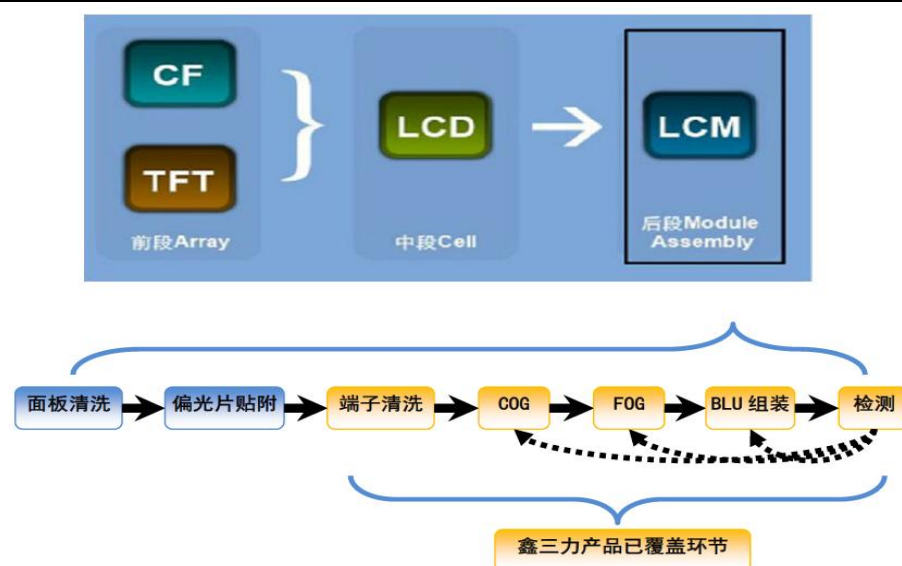 CF
TFT
前段Array
LCD
中段Cell
LCM
后段Module
Assembly
面板清洗
偏光片贴附
端子清洗
COG
FOG
BLU 组装
检测
鑫三力产品已覆盖环节